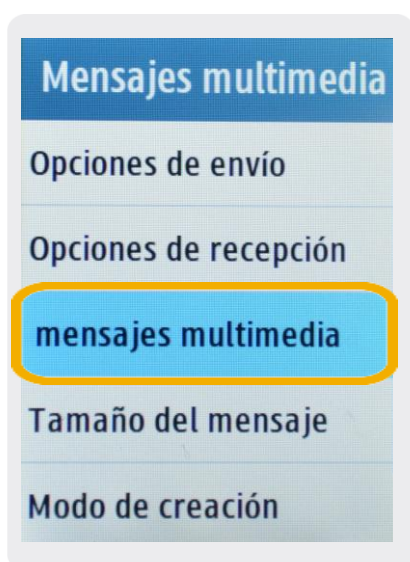 Mensajes multimedia
Opciones de envío
Opciones de recepción
mensajes multimedia
Tamaño del mensaje
Modo de creación